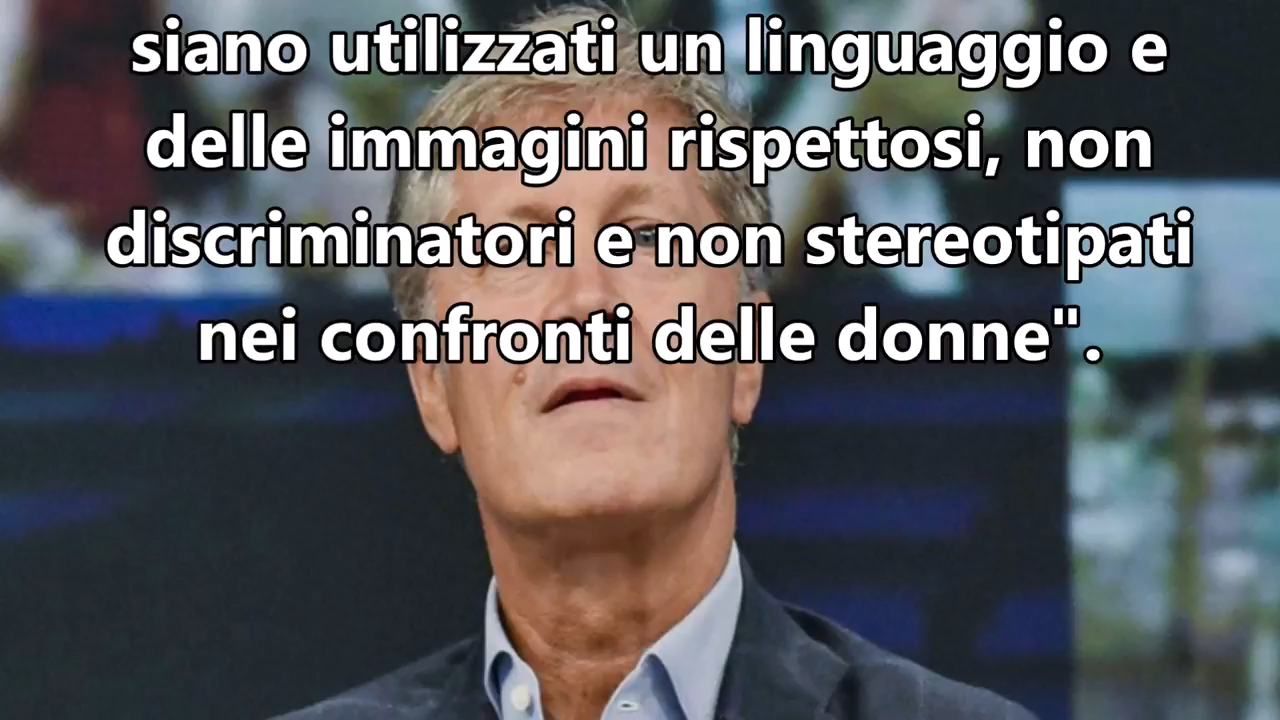 siano utilizzati un linguaggio e
delle immagini rispettosi, non
discriminatori e non stereotipati
nei confronti delle donne".